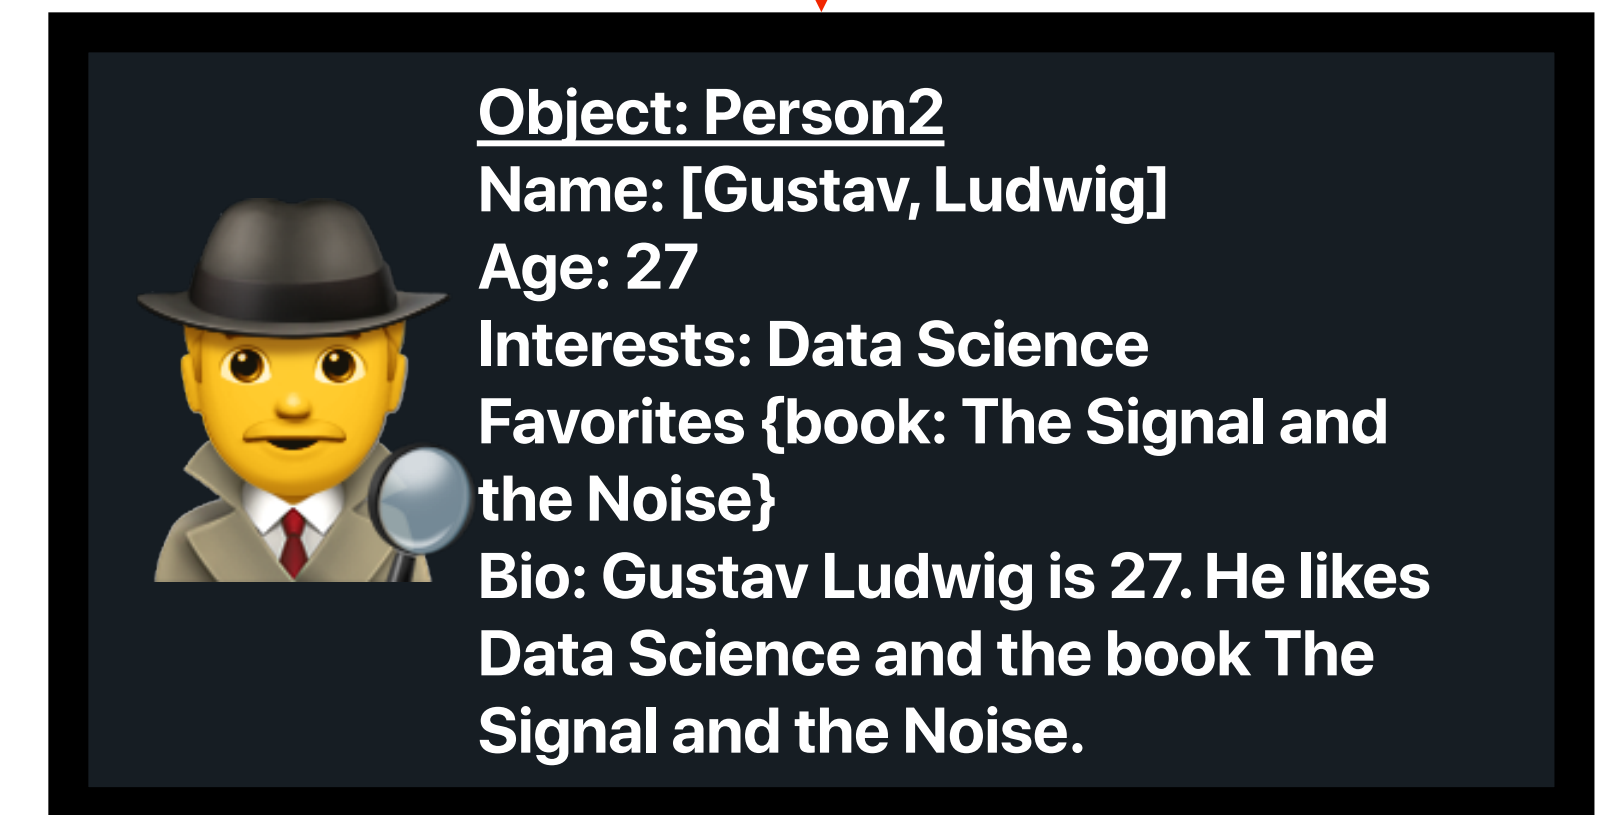 Object: Person2
Name: [Gustav, Ludwig]
Age: 27
Interests: Data Science
Favorites {book: The Signal and
the Noise}
Bio: Gustav Ludwig is 27. He likes
Data Science and the book The
Signal and the Noise.